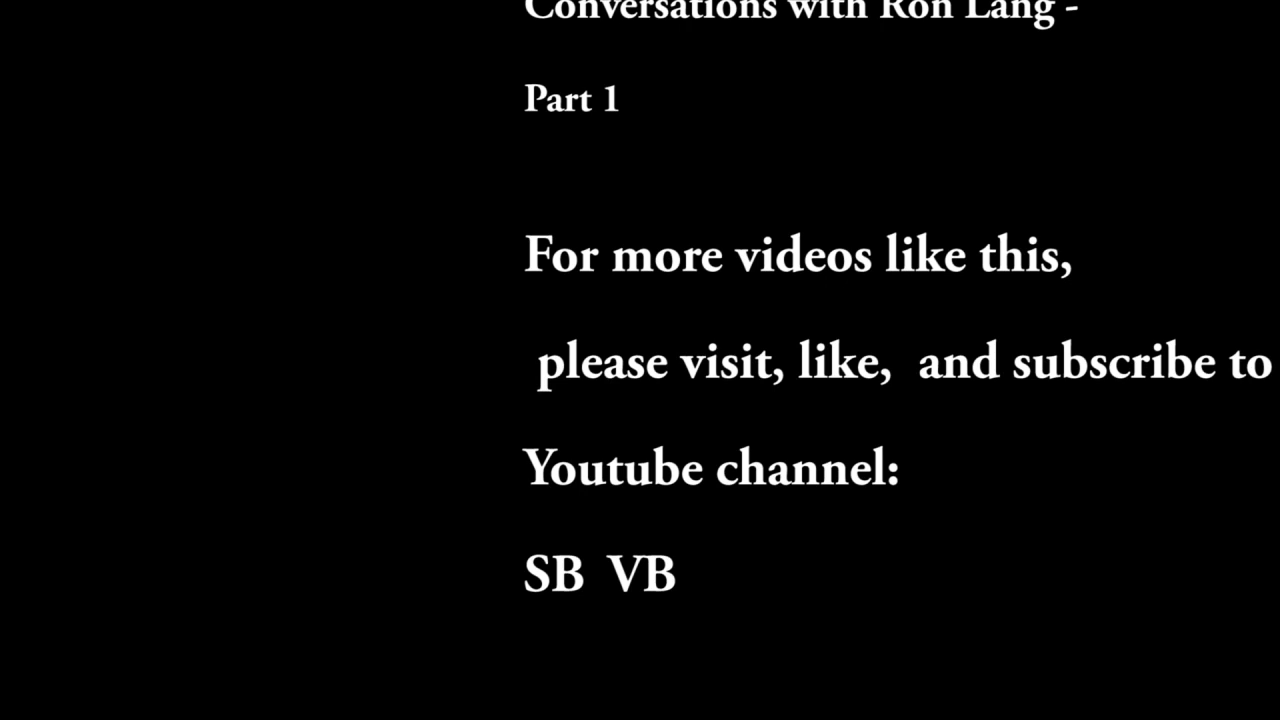 Conversations with Ron Lang -
Part 1
For more videos like this,
please visit, like, and subscribe to
Youtube channel:
SB VB